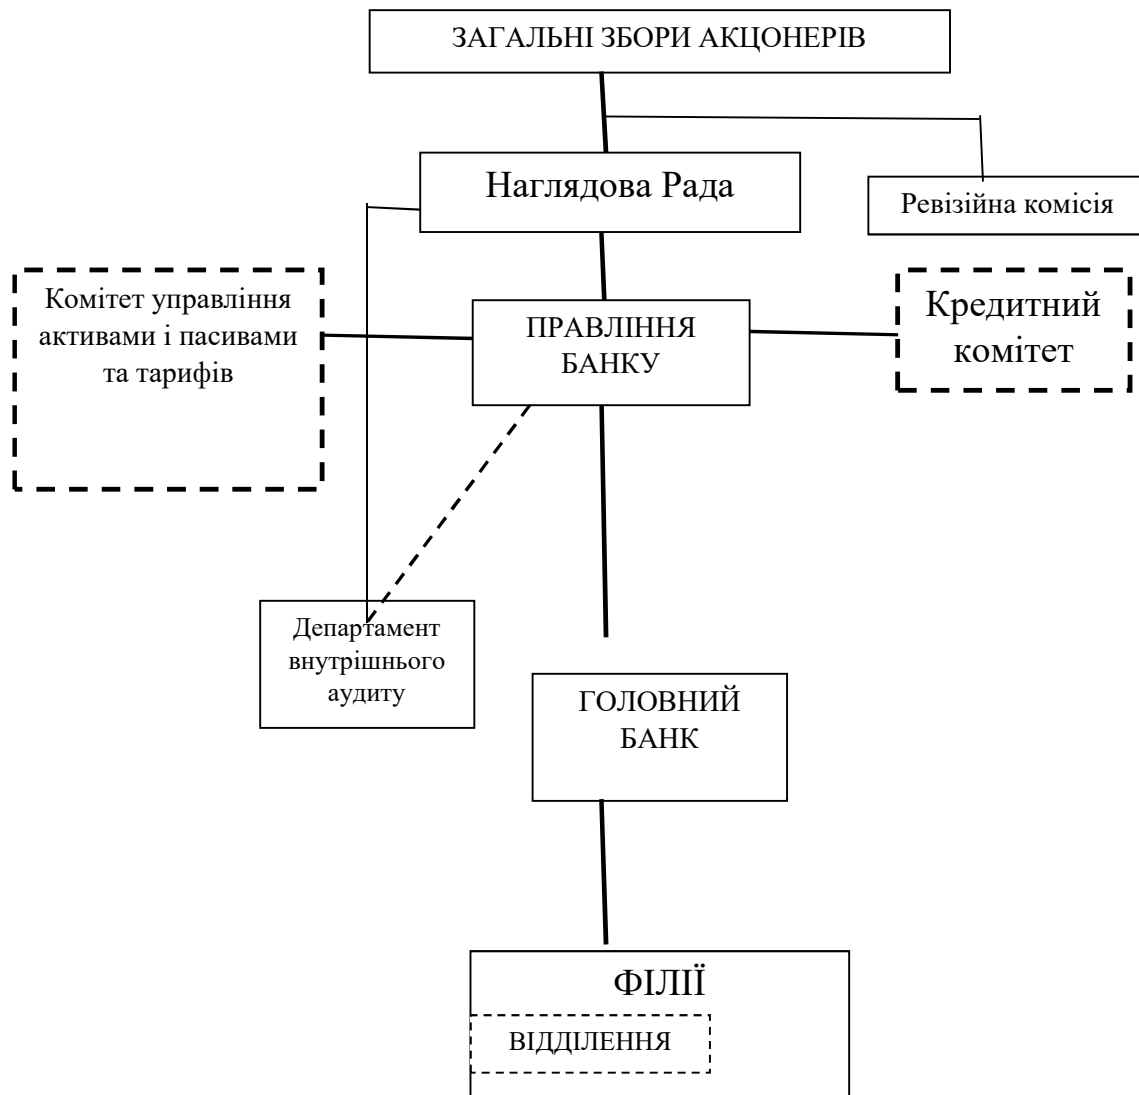 ЗАГАЛЬНІ ЗБОРИ АКЦОНЕРІВ
Наглядова Рада
Ревізійна комісія
Комітет управління
активами і пасивами
та тарифів
ПРАВЛІННЯ
БАНКУ
Кредитний
комітет
Департамент
внутрішнього
аудиту
ГОЛОВНИЙ
БАНК
ФІЛІЇ
ВІДДІЛЕННЯ